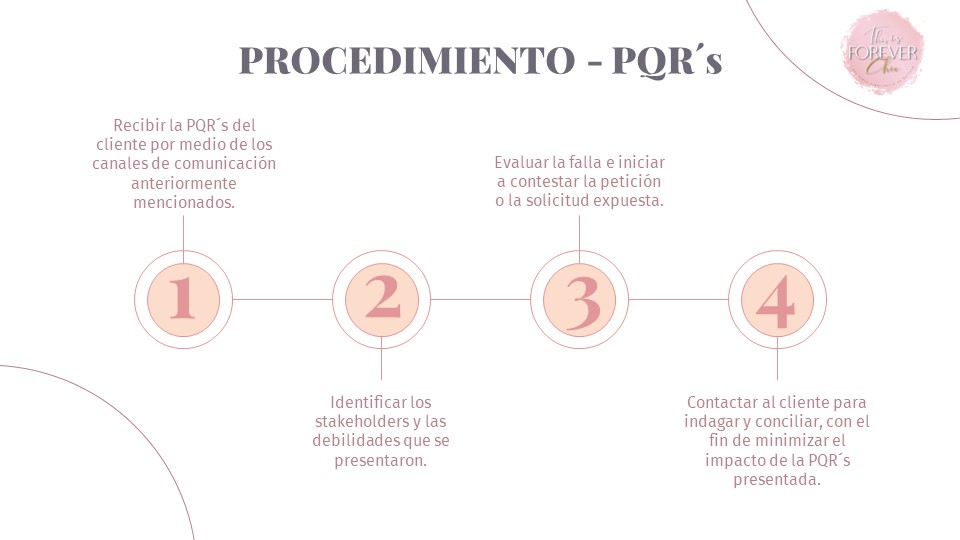 PROCEDIMIENTO - PQR´s
This is
FOREVER
Chic
Recibir la PQR´s del
cliente por medio de los
canales de comunicación
anteriormente
mencionados.
Evaluar la falla e iniciar
a contestar la petición
o la solicitud expuesta.
1
2
3
4
Identificar los
stakeholders y las
debilidades que se
presentaron.
Contactar al cliente para
indagar y conciliar, con el
fin de minimizar el
impacto de la PQR´s
presentada.